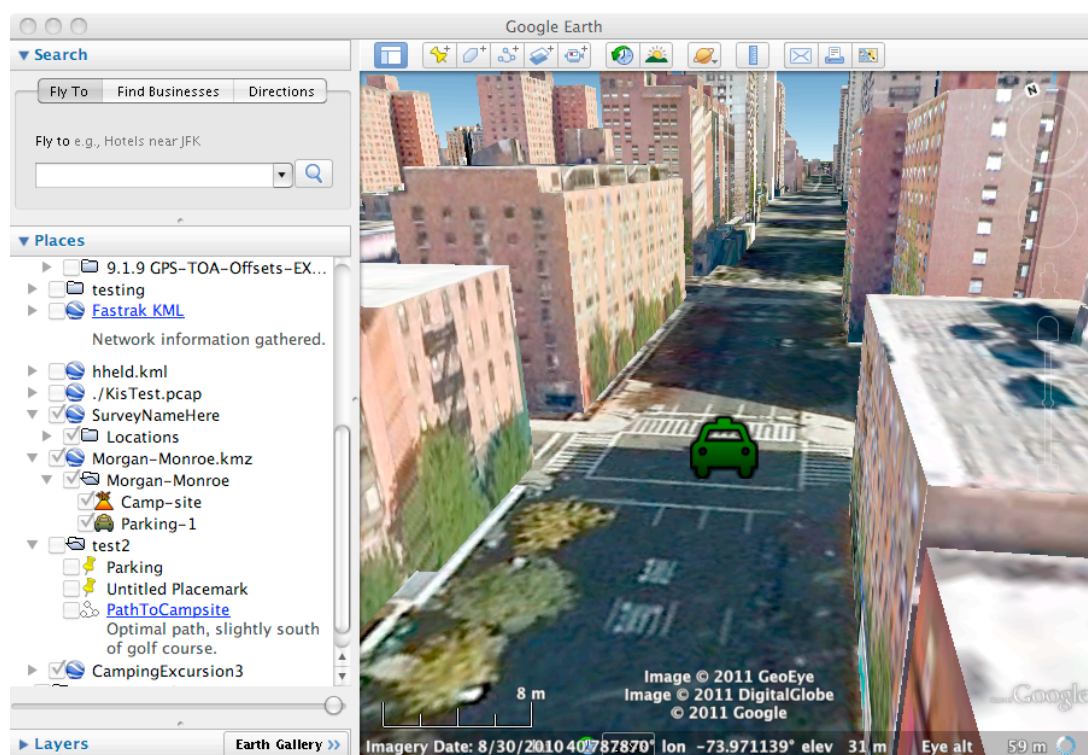 Google Earth
Search
Fly To
Find Businesses
Directions
Fly to e.g., Hotels near JFK
Places
9.1.9 GPS-TOA-Offsets-EX...
testing
Fastrak KML
Network information gathered.
hheld.kml
./KisTest.pcap
SurveyNameHere
Locations
Morgan-Monroe.kmz
Morgan-Monroe
Camp-site
Parking-1
test2
Parking
Untitled Placemark
PathToCampsite
Optimal path, slightly south
of golf course.
CampingExcursion3
Layers
Earth Gallery >>
N
8 m
Image © 2011 GeoEye
Image © 2011 DigitalGlobe
© 2011 Google
Google
Imagery Date: 8/30/2010 40.787870° lon -73.971139° elev 31 m Eye alt 59 m